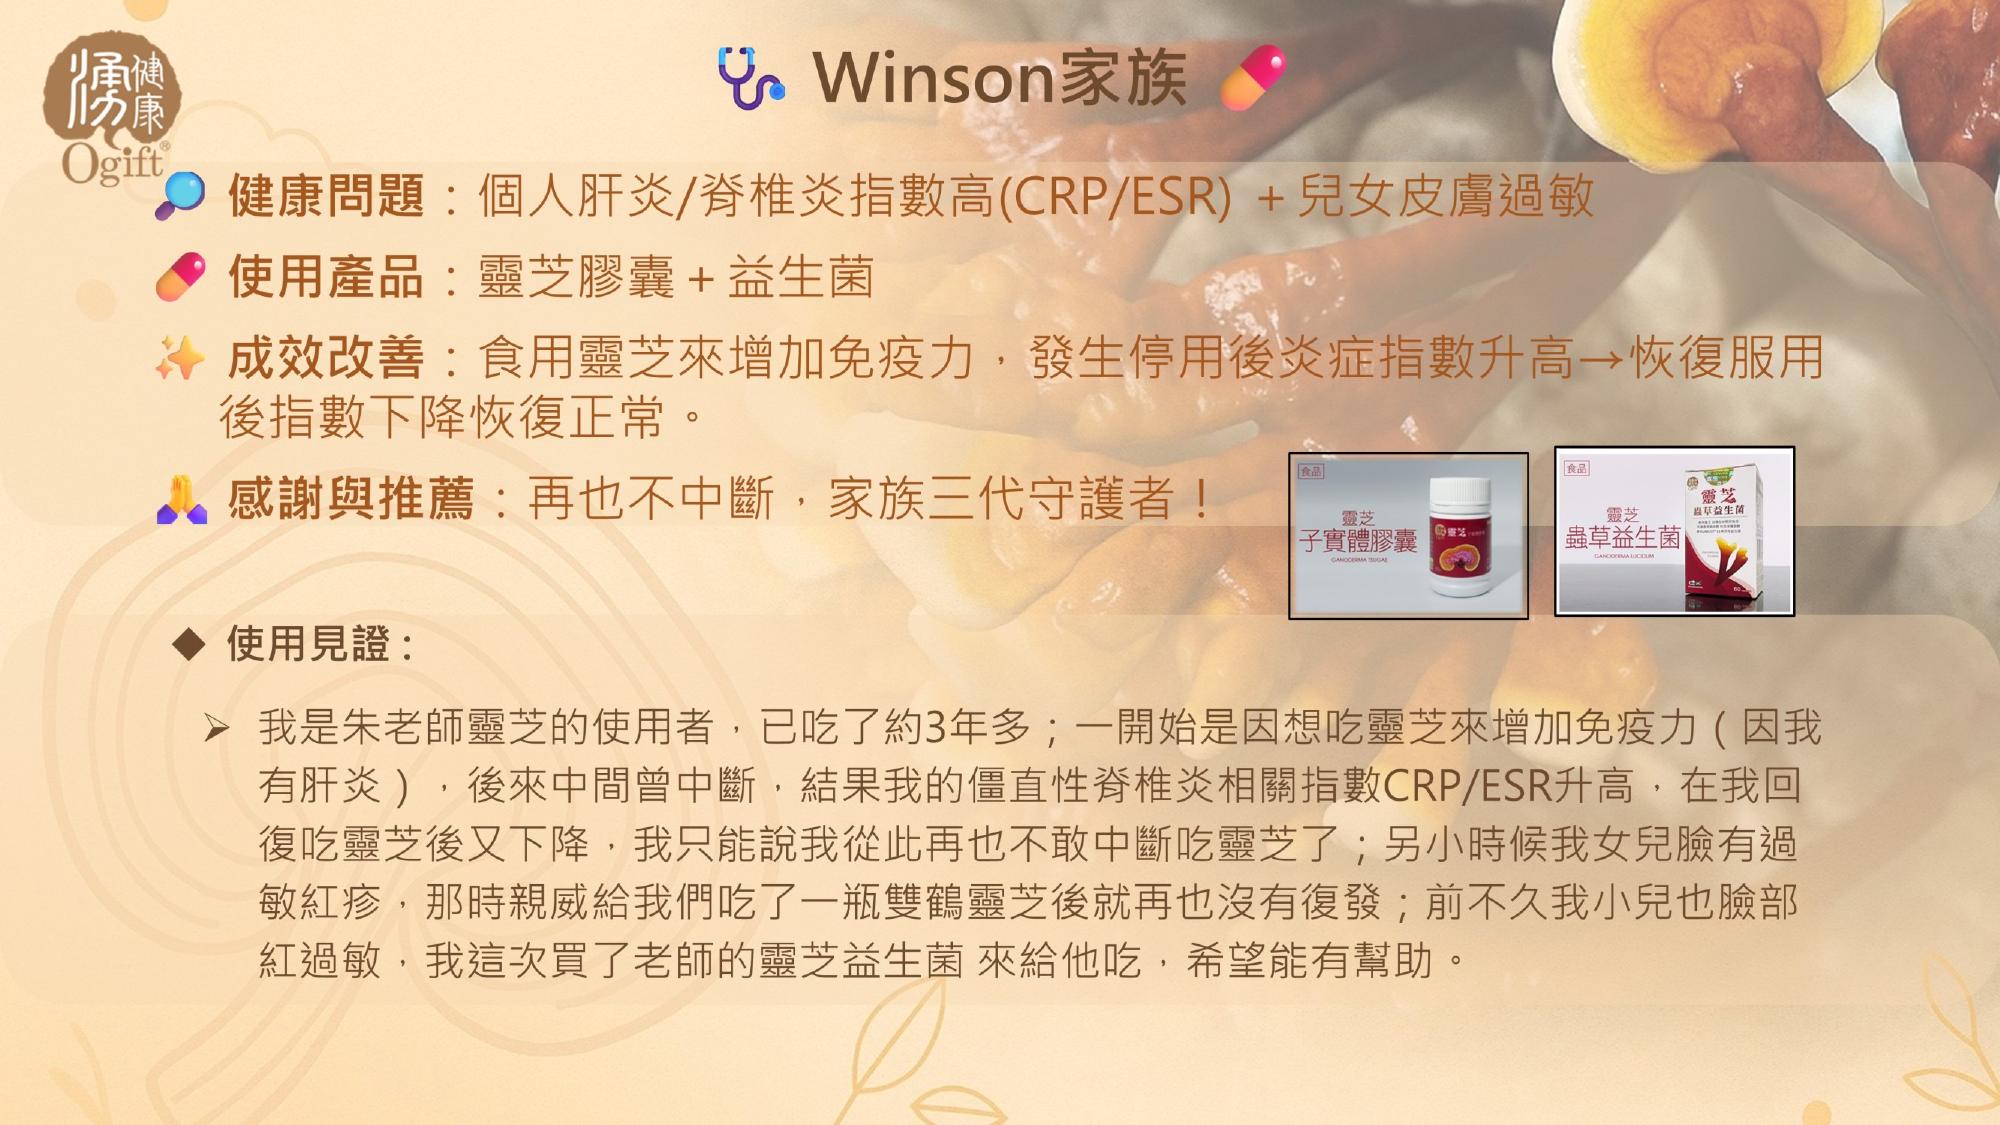 湧健康
Ogift®
Winson家族
健康問題：個人肝炎/脊椎炎指數高(CRP/ESR) + 兒女皮膚過敏
使用產品：靈芝膠囊 + 益生菌
成效改善：食用靈芝來增加免疫力，發生停用後炎症指數升高→恢復服用
後指數下降恢復正常。
感謝與推薦：再也不中斷，家族三代守護者！
食品
靈芝
子實體膠囊
GANODERMA TSUGAE
靈芝
食品
靈芝
蟲草益生菌
GANODERMA LUCIDUM
靈芝
蟲草益生菌
◆ 使用見證：
➢ 我是朱老師靈芝的使用者，已吃了約3年多；一開始是因想吃靈芝來增加免疫力（因我
有肝炎），後來中間曾中斷，結果我的僵直性脊椎炎相關指數CRP/ESR升高，在我回
復吃靈芝後又下降，我只能說我從此再也不敢中斷吃靈芝了；另小時候我女兒臉有過
敏紅疹，那時親戚給我們吃了一瓶雙鶴靈芝後就再也沒有復發；前不久我小兒也臉部
紅過敏，我這次買了老師的靈芝益生菌 來給他吃，希望能有幫助。